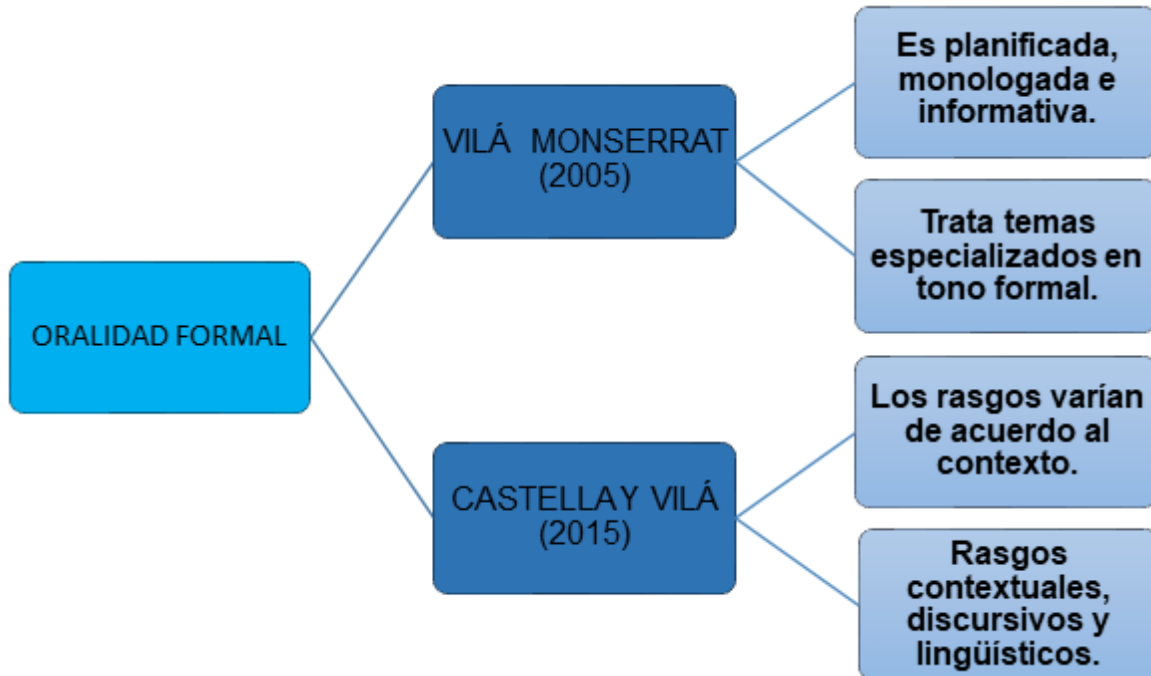 ORALIDAD FORMAL
VILÁ MONSERRAT
(2005)
Es planificada,
monologada e
informativa.
Trata temas
especializados en
tono formal.
CASTELLA Y VILÁ
(2015)
Los rasgos varían
de acuerdo al
contexto.
Rasgos
contextuales,
discursivos y
lingüísticos.